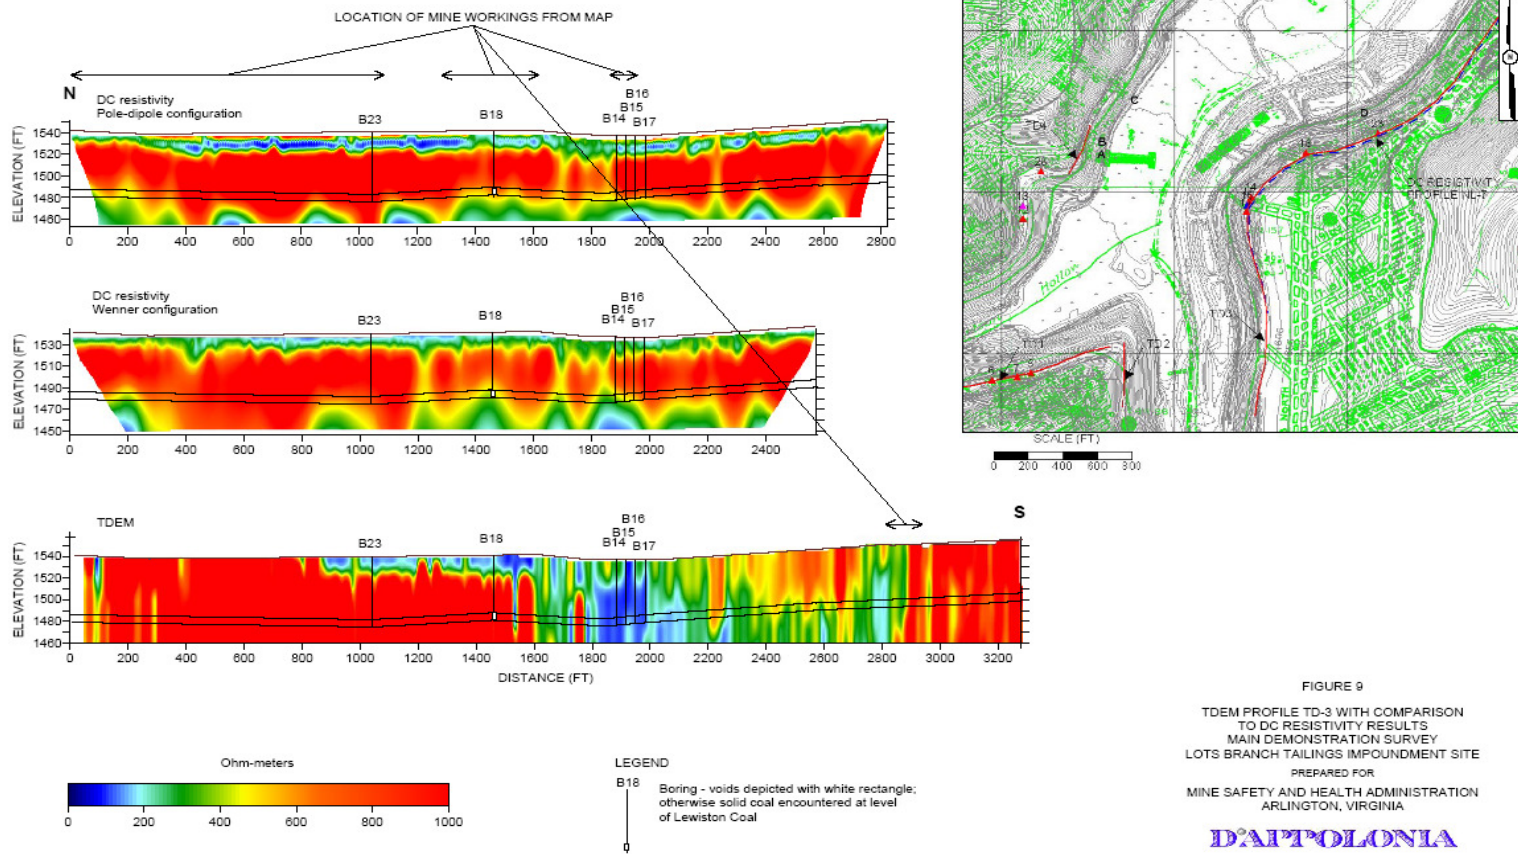 LOCATION OF MINE WORKINGS FROM MAP
N
DC resistivity
Pole-dipole configuration
B23
B18
B16
B15
B14
B17
ELEVATION (FT)
1540
1520
1500
1480
1460
0 200 400 600 800 1000 1200 1400 1600 1800 2000 2200 2400 2600 2800
DC resistivity
Wenner configuration
B23
B18
B16
B15
B14
B17
ELEVATION (FT)
1530
1510
1490
1470
1450
0 200 400 600 800 1000 1200 1400 1600 1800 2000 2200 2400
TDEM
B23
B18
B16
B15
B14
B17
S
ELEVATION (FT)
1540
1520
1500
1480
1460
0 200 400 600 800 1000 1200 1400 1600 1800 2000 2200 2400 2600 2800 3000 3200
DISTANCE (FT)
Ohm-meters
0 200 400 600 800 1000
LEGEND
B18
Boring - voids depicted with white rectangle;
otherwise solid coal encountered at level
of Lewiston Coal
N
C
D
TD4
B
A
18
13
DC RESISTIVITY
Hollow
TD3
TD2
SCALE (FT)
0 200 400 600 800
FIGURE 9
TDEM PROFILE TD-3 WITH COMPARISON
TO DC RESISTIVITY RESULTS
MAIN DEMONSTRATION SURVEY
LOTS BRANCH TAILINGS IMPOUNDMENT SITE
PREPARED FOR
MINE SAFETY AND HEALTH ADMINISTRATION
ARLINGTON, VIRGINIA
D'APPOLONIA